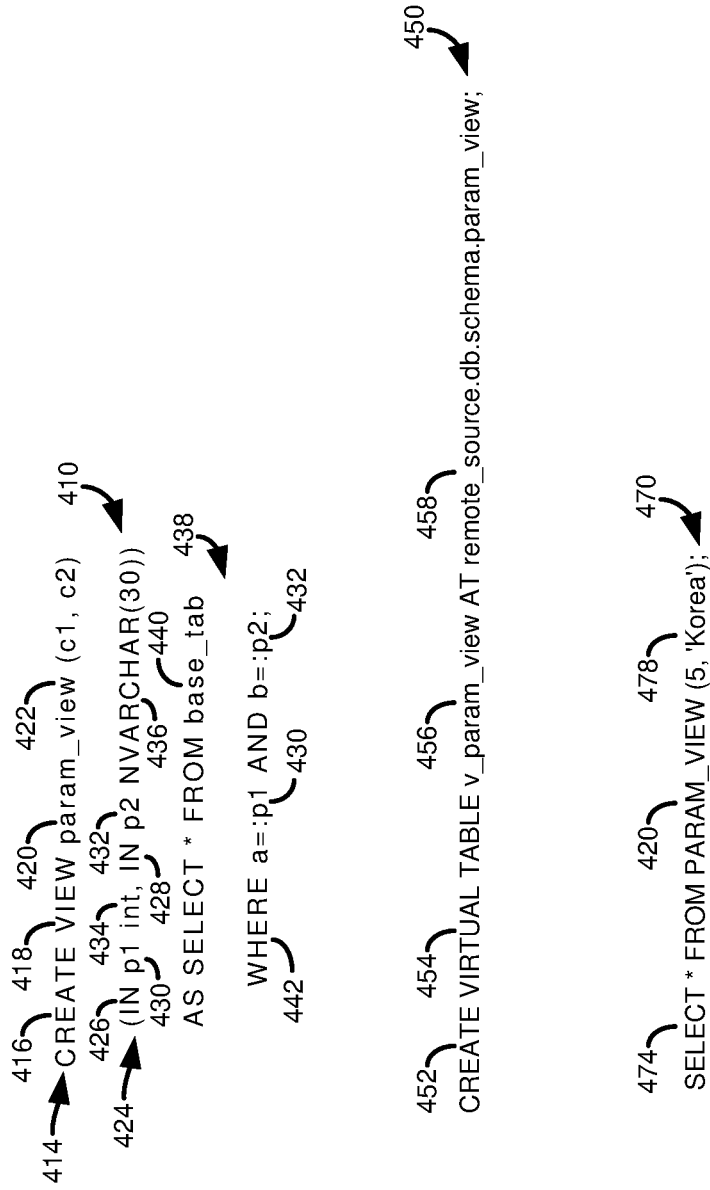 410
414
416 418 420 422
CREATE VIEW param_view (c1, c2)
424
426 434 432
(IN p1 int, IN p2 NVARCHAR(30))
430 428 436 440
438
AS SELECT * FROM base_tab
WHERE a=:p1 AND b=:p2;
442 430 432
450
452 454 456 458
CREATE VIRTUAL TABLE v_param_view AT remote_source.db.schema.param_view;
470
474 420 478
SELECT * FROM PARAM_VIEW (5, 'Korea');